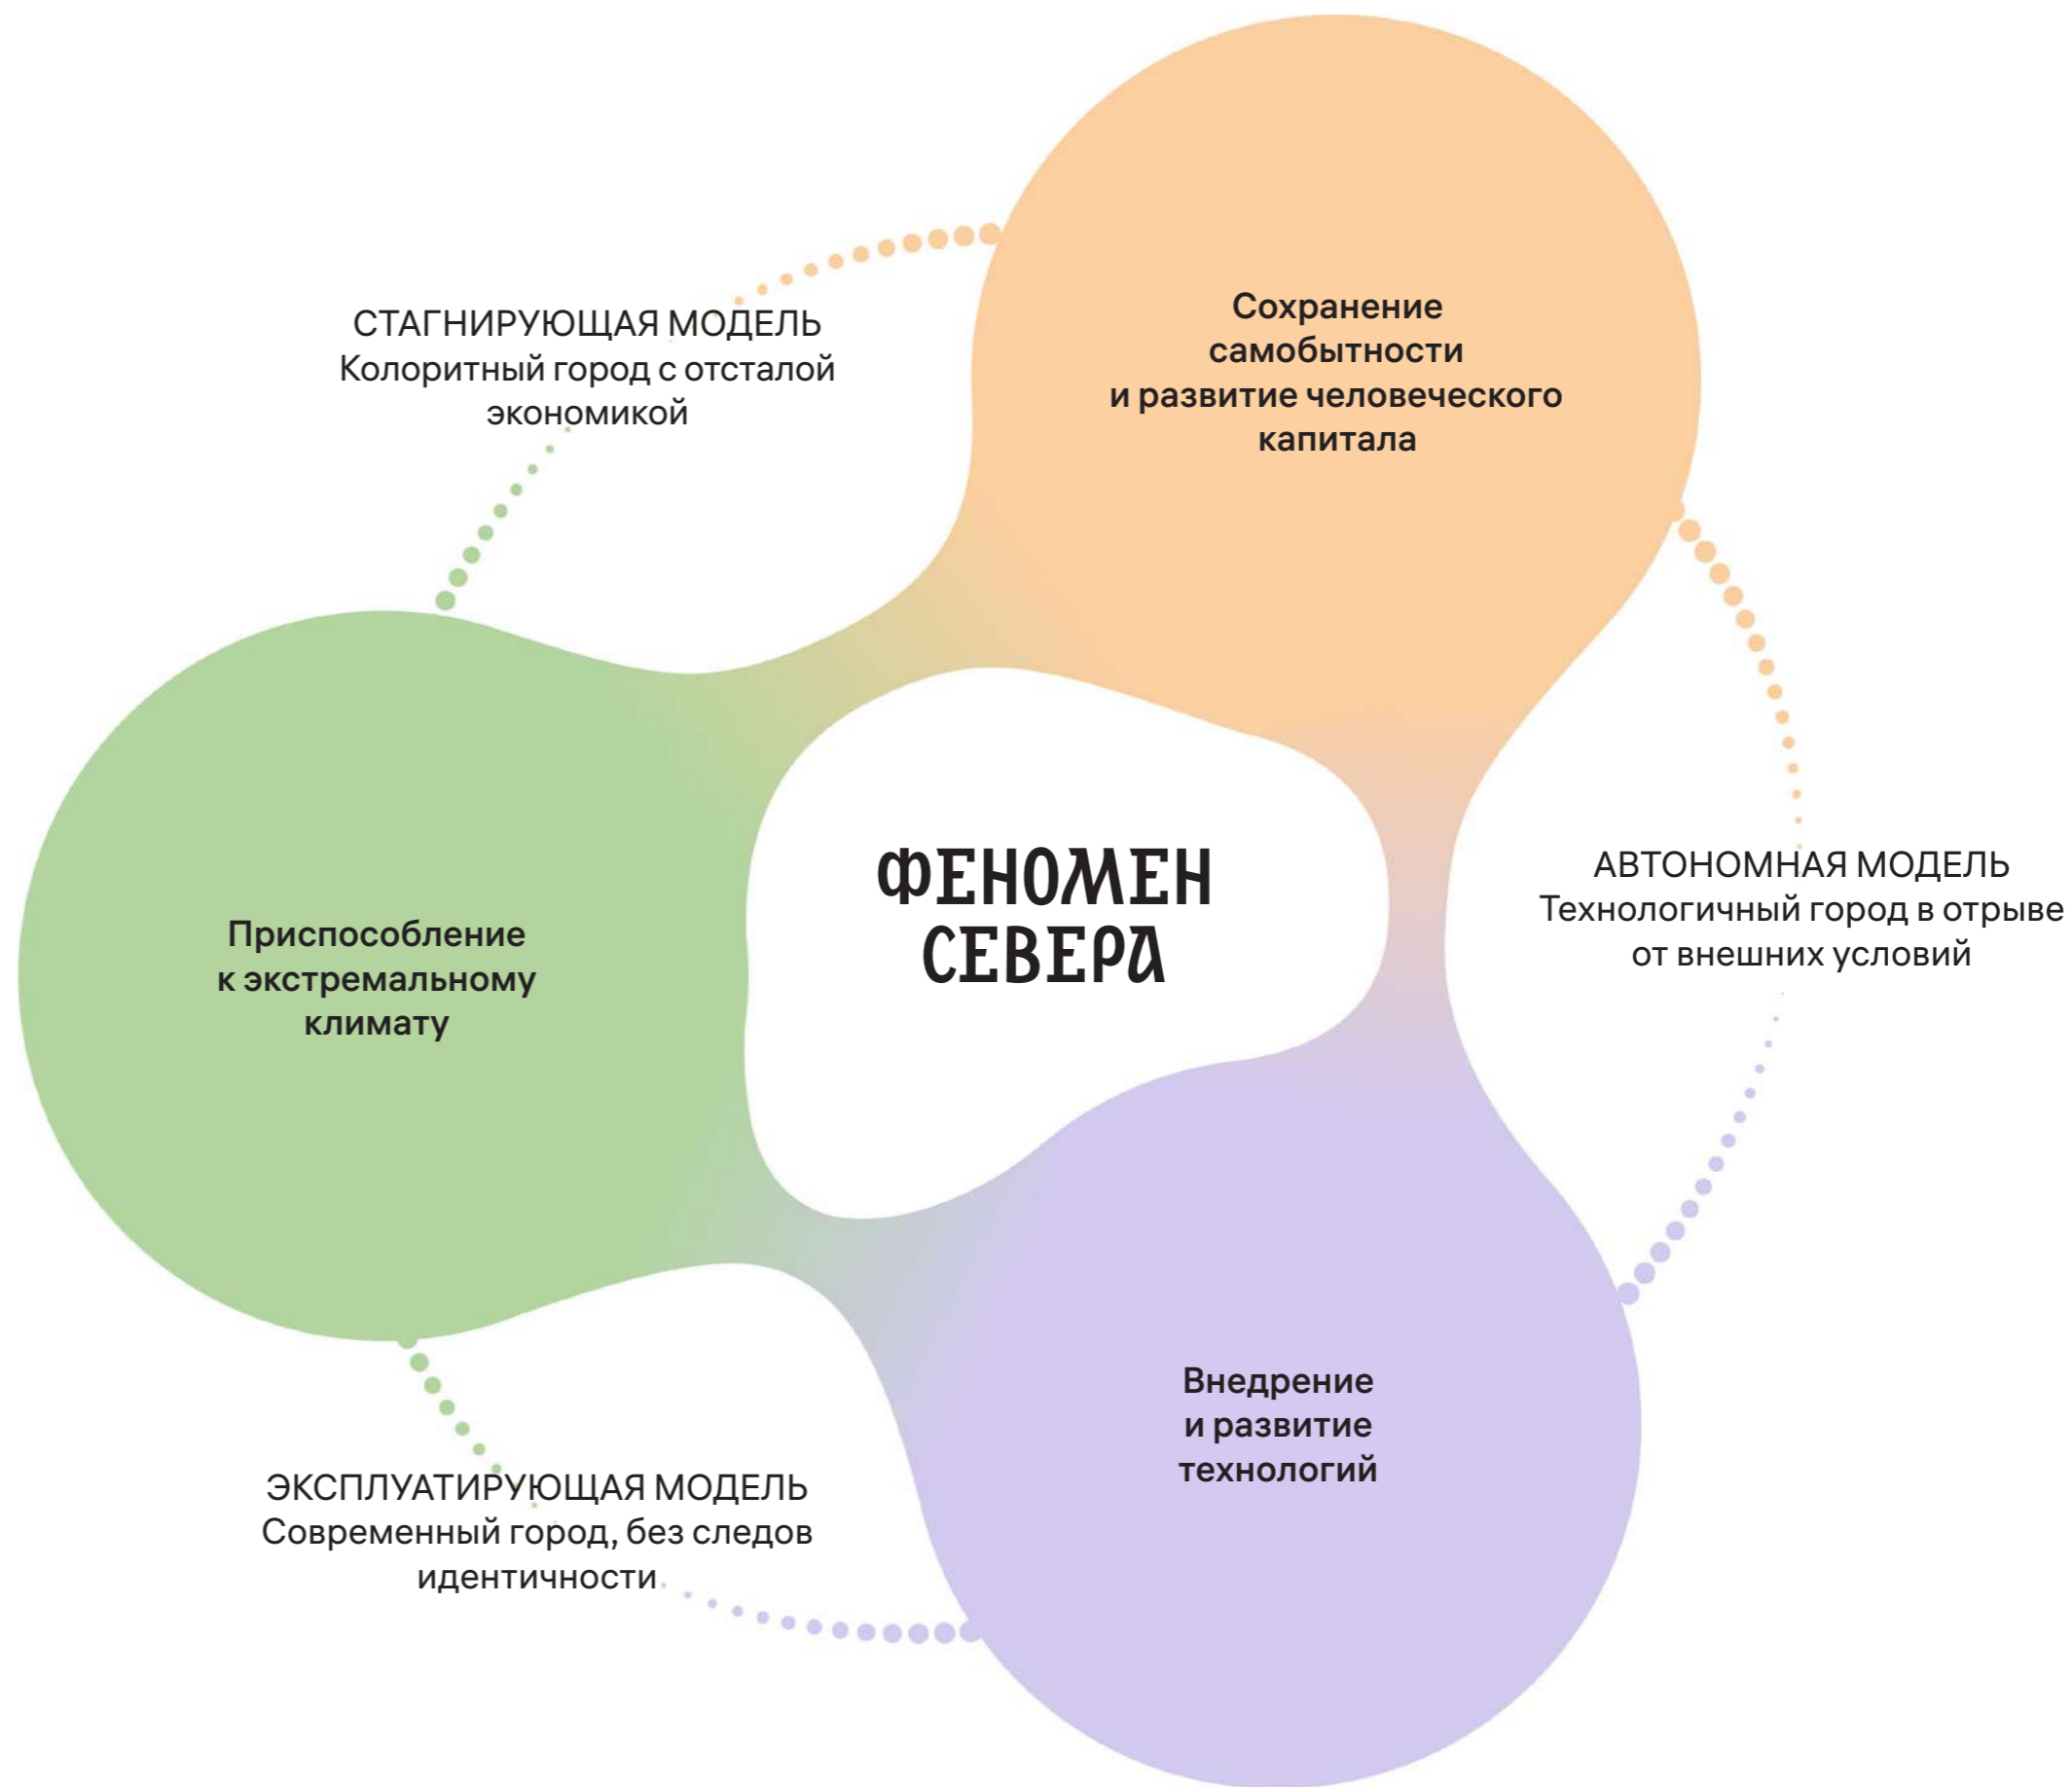 Сохранение
самобытности
и развитие человеческого
капитала
СТАГНИРУЮЩАЯ МОДЕЛЬ
Колоритный город с отсталой
экономикой
ФЕНОМЕН
СЕВЕРА
АВТОНОМНАЯ МОДЕЛЬ
Технологичный город в отрыве
от внешних условий
Приспособление
к экстремальному
климату
Внедрение
и развитие
технологий
ЭКСПЛУАТИРУЮЩАЯ МОДЕЛЬ
Современный город, без следов
идентичности